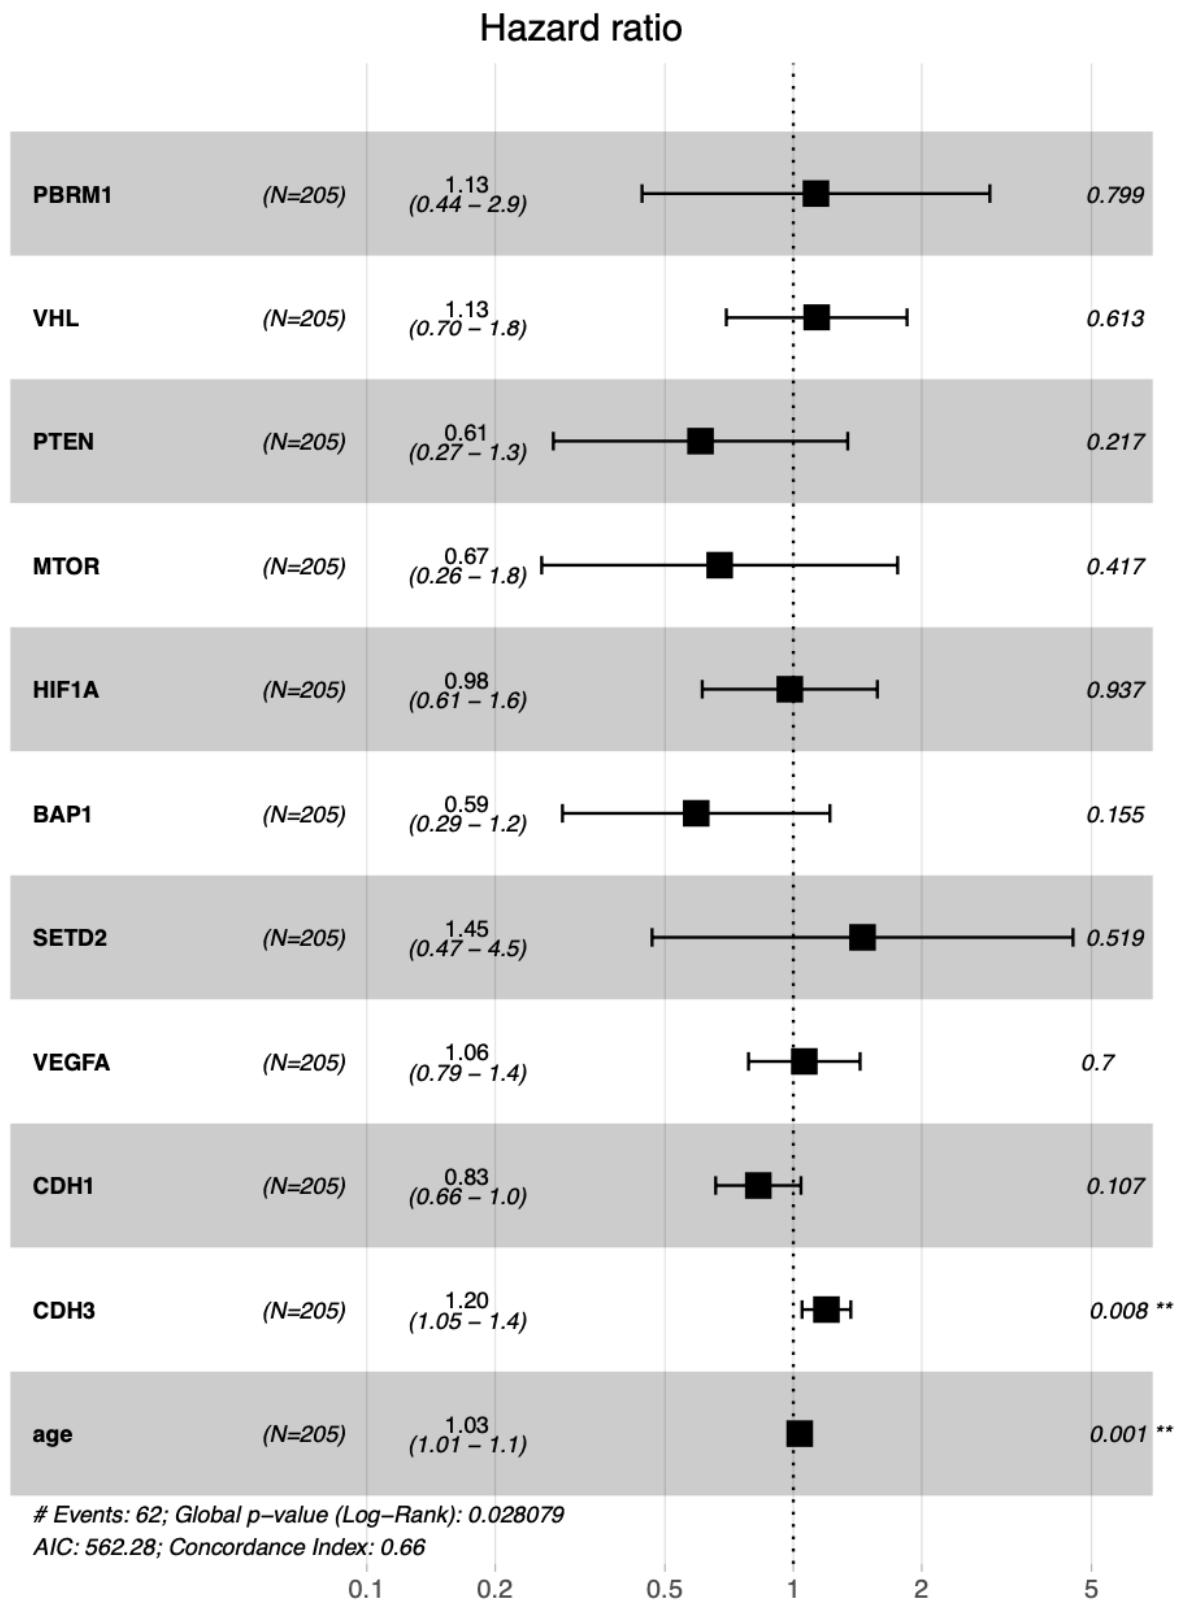 Hazard ratio
PBRM1 (N=205) 1.13 (0.44 – 2.9) 0.799
VHL (N=205) 1.13 (0.70 – 1.8) 0.613
PTEN (N=205) 0.61 (0.27 – 1.3) 0.217
MTOR (N=205) 0.67 (0.26 – 1.8) 0.417
HIF1A (N=205) 0.98 (0.61 – 1.6) 0.937
BAP1 (N=205) 0.59 (0.29 – 1.2) 0.155
SETD2 (N=205) 1.45 (0.47 – 4.5) 0.519
VEGFA (N=205) 1.06 (0.79 – 1.4) 0.7
CDH1 (N=205) 0.83 (0.66 – 1.0) 0.107
CDH3 (N=205) 1.20 (1.05 – 1.4) 0.008 **
age (N=205) 1.03 (1.01 – 1.1) 0.001 **
# Events: 62; Global p−value (Log−Rank): 0.028079
AIC: 562.28; Concordance Index: 0.66
0.1 0.2 0.5 1 2 5